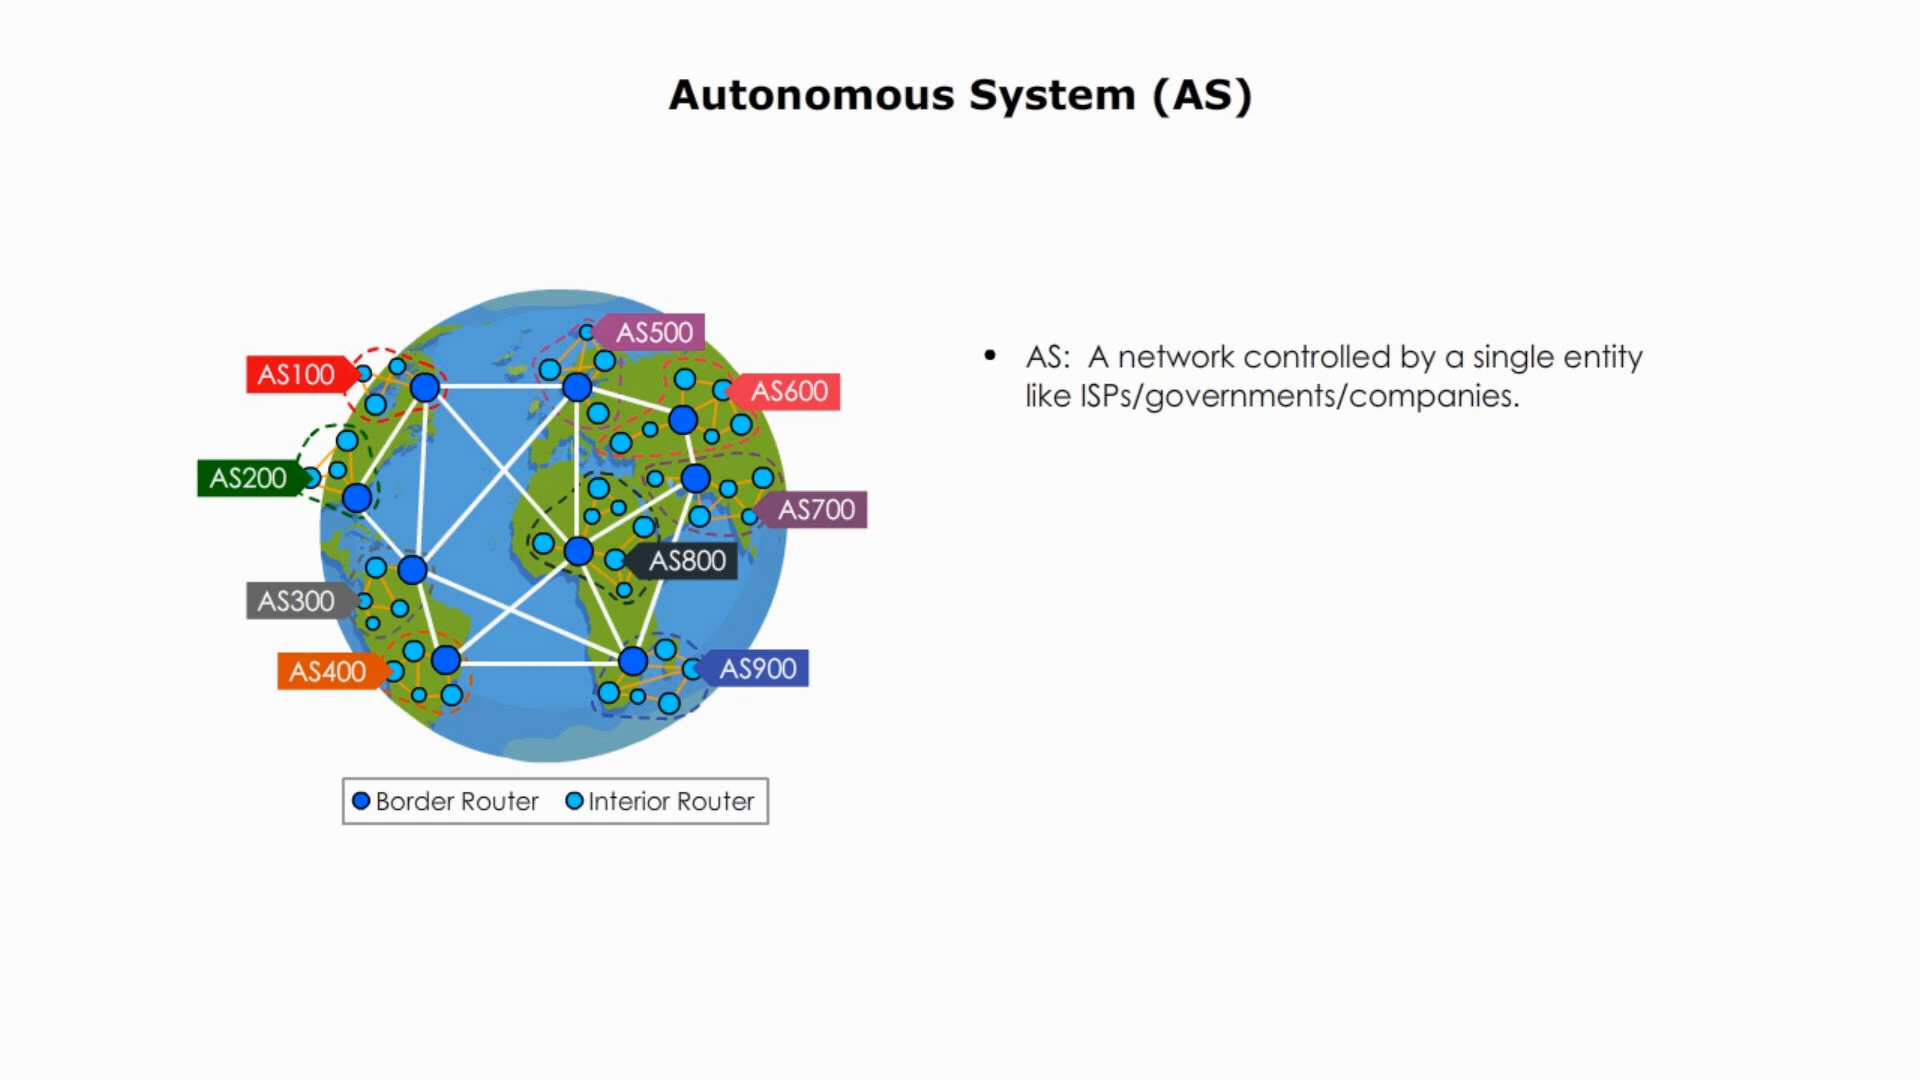 Autonomous System (AS)
AS500
AS100
AS600
AS200
AS700
AS800
AS300
AS400
AS900
Border Router
Interior Router
• AS: A network controlled by a single entity
like ISPs/governments/companies.